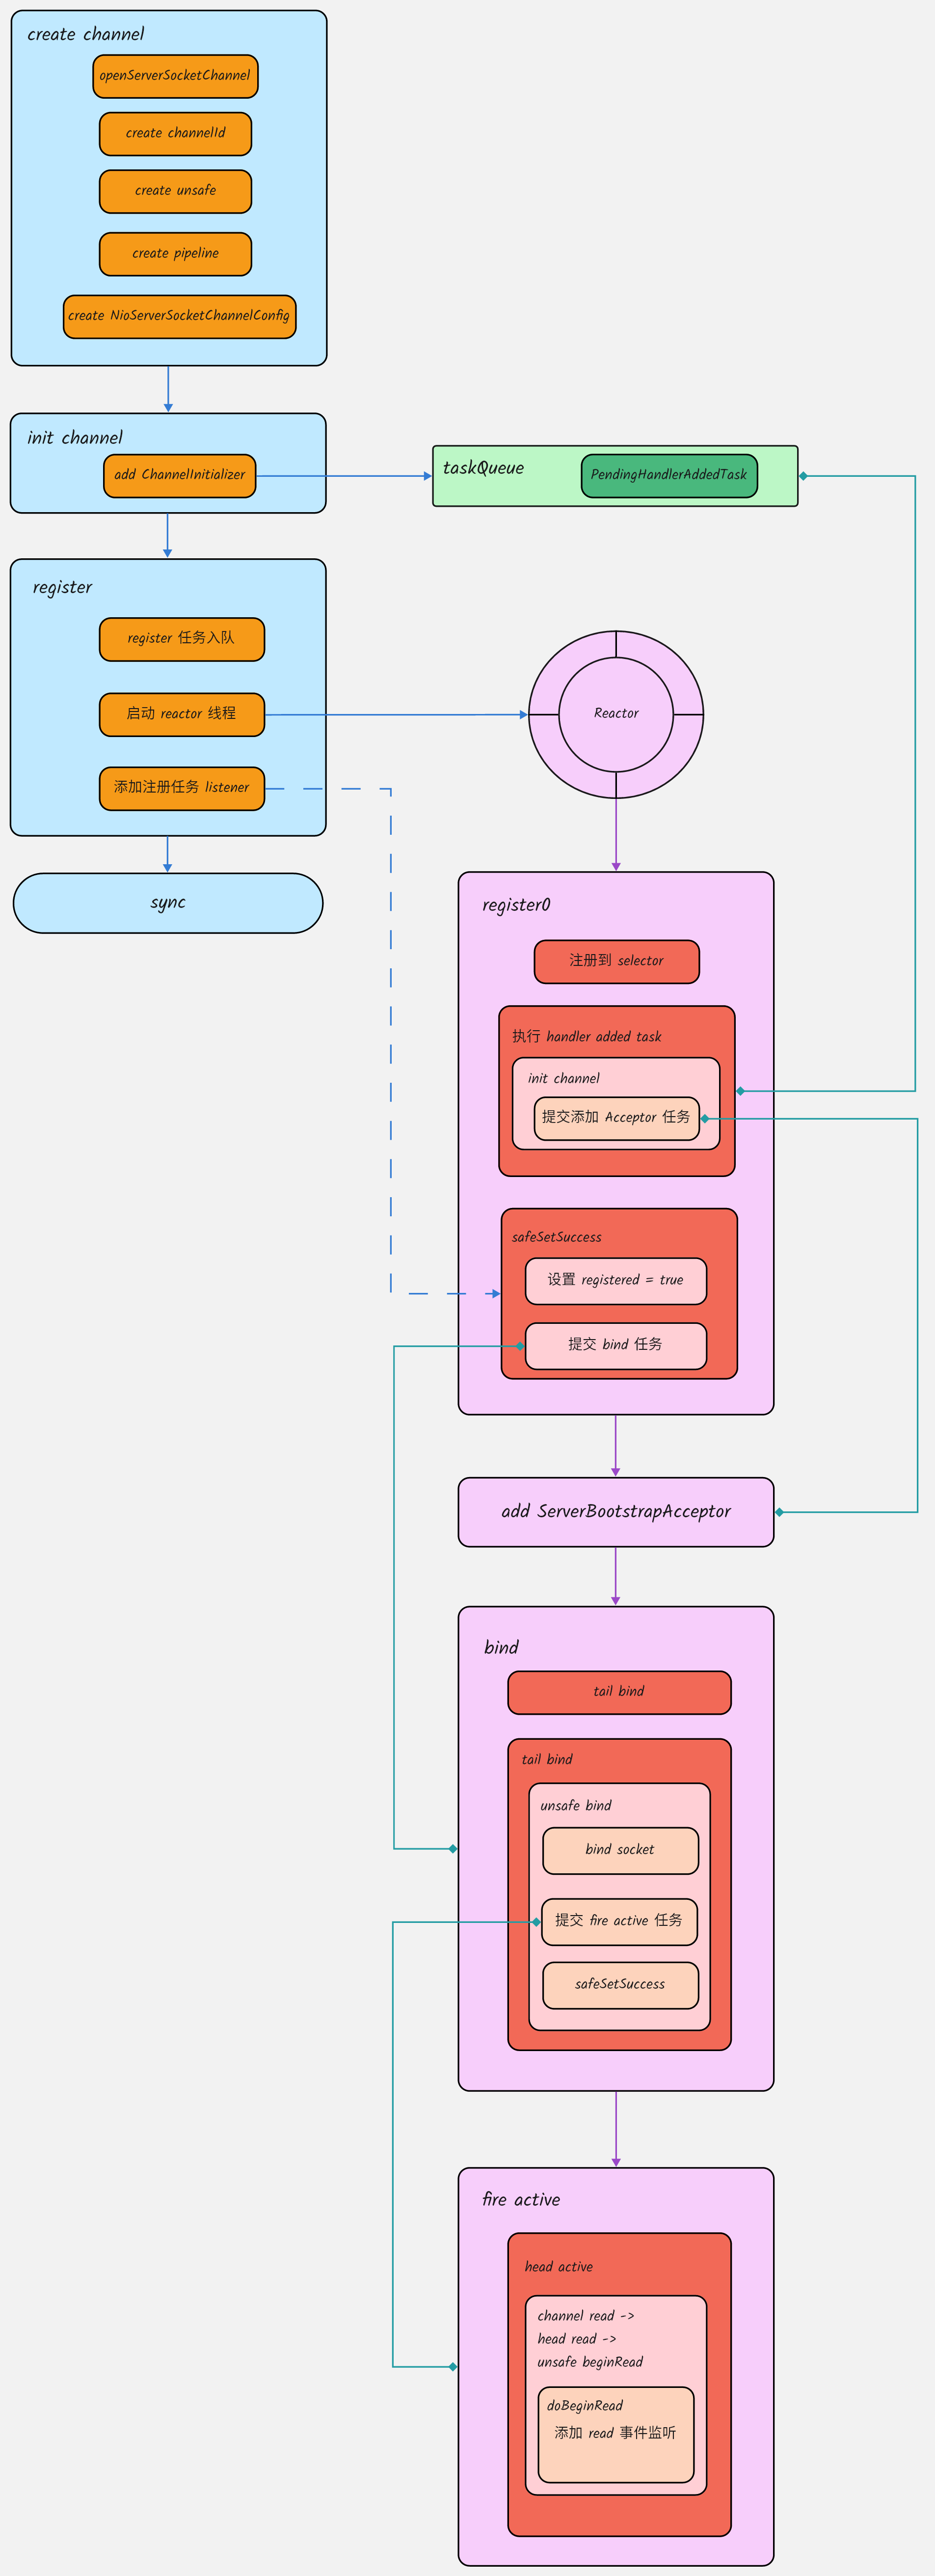 create channel
openServerSocketChannel
create channelId
create unsafe
create pipeline
create NioServerSocketChannelConfig
init channel
add ChannelInitializer
taskQueue
PendingHandlerAddedTask
register
register 任务入队
启动 reactor 线程
添加注册任务 listener
sync
Reactor
register0
注册到 selector
执行 handler added task
init channel
提交添加 Acceptor 任务
safeSetSuccess
设置 registered = true
提交 bind 任务
add ServerBootstrapAcceptor
bind
tail bind
tail bind
unsafe bind
bind socket
提交 fire active 任务
safeSetSuccess
fire active
head active
channel read ->
head read ->
unsafe beginRead
doBeginRead
添加 read 事件监听